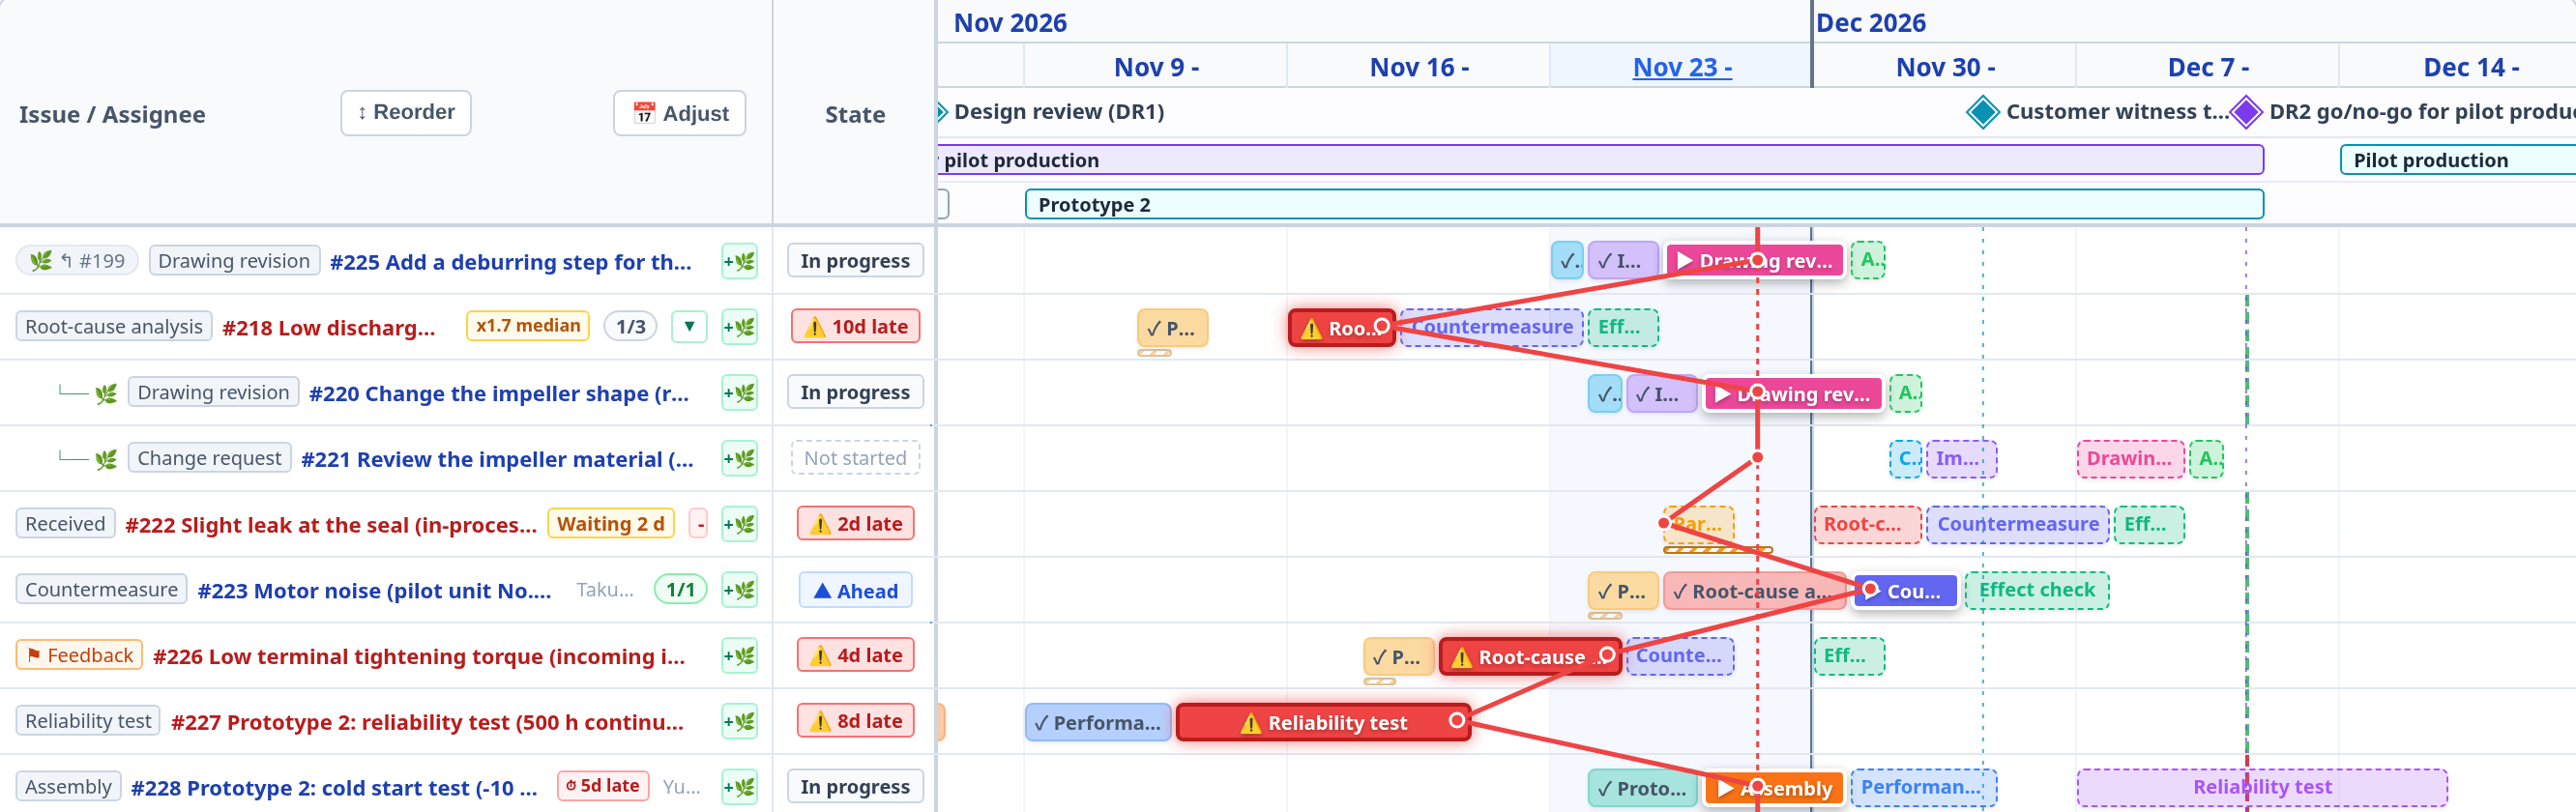 Nov 2026
Dec 2026
Nov 9 -
Nov 16 -
Nov 23 -
Nov 30 -
Dec 7 -
Dec 14 -
Issue / Assignee
↕ Reorder
📅 Adjust
State
Design review (DR1)
Customer witness t...
DR2 go/no-go for pilot produc
pilot production
Pilot production
Prototype 2
🌿 ↰ #199 Drawing revision #225 Add a deburring step for th... +🌿 In progress
✓.. ✓ I... ▶ Drawing rev... A..
Root-cause analysis #218 Low discharg... x1.7 median 1/3 ▼ +🌿 ⚠️ 10d late
✓ P... ⚠️ Roo... Countermeasure Eff...
🌿 Drawing revision #220 Change the impeller shape (r... +🌿 In progress
✓.. ✓ I... ▶ Drawing rev... A..
🌿 Change request #221 Review the impeller material (... +🌿 Not started
C.. Im... Drawin... A..
Received #222 Slight leak at the seal (in-proces... Waiting 2 d - +🌿 ⚠️ 2d late
Par... Root-c... Countermeasure Eff...
Countermeasure #223 Motor noise (pilot unit No.... Taku... 1/1 +🌿 ▲ Ahead
✓ P... ✓ Root-cause a... Cou... Effect check
⚑ Feedback #226 Low terminal tightening torque (incoming i... +🌿 ⚠️ 4d late
✓ P... ⚠️ Root-cause ... Counte... Eff...
Reliability test #227 Prototype 2: reliability test (500 h continu... +🌿 ⚠️ 8d late
✓ Performa... ⚠️ Reliability test
Assembly #228 Prototype 2: cold start test (-10 ... ⏱ 5d late Yu... +🌿 In progress
✓ Proto... ▶ Assembly Performan... Reliability test